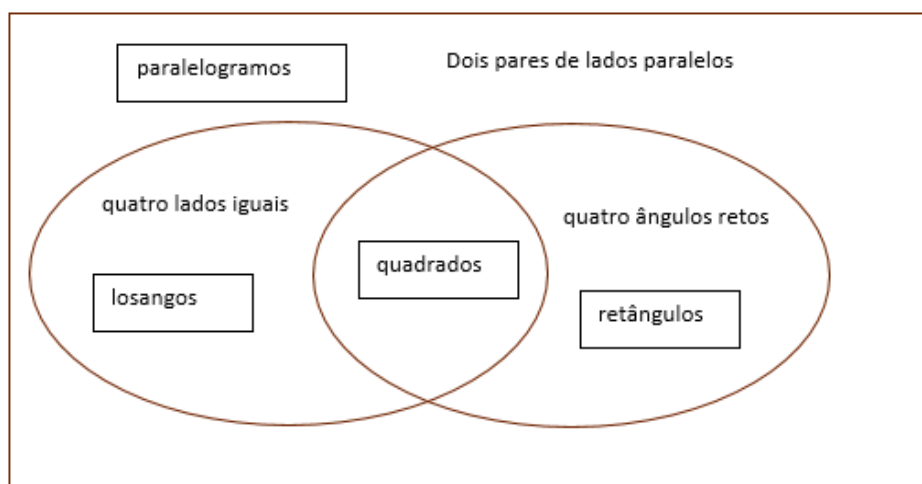 paralelogramos
Dois pares de lados paralelos
quatro lados iguais
quatro ângulos retos
quadrados
losangos
retângulos